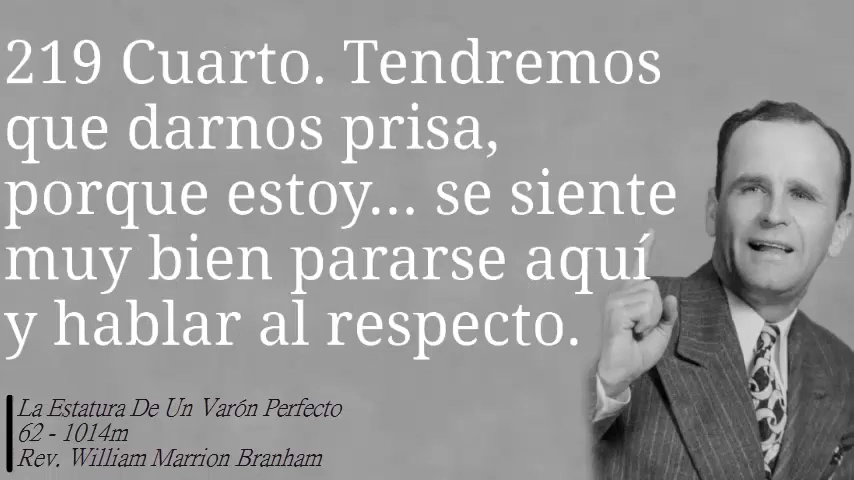 219 Cuarto. Tendremos
que darnos prisa,
porque estoy... se siente
muy bien pararse aquí
y hablar al respecto.
La Estatura De Un Varón Perfecto
62 - 1014m
Rev. William Marrion Branham